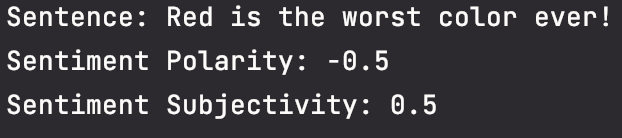 Sentence: Red is the worst color ever!
Sentiment Polarity: -0.5
Sentiment Subjectivity: 0.5